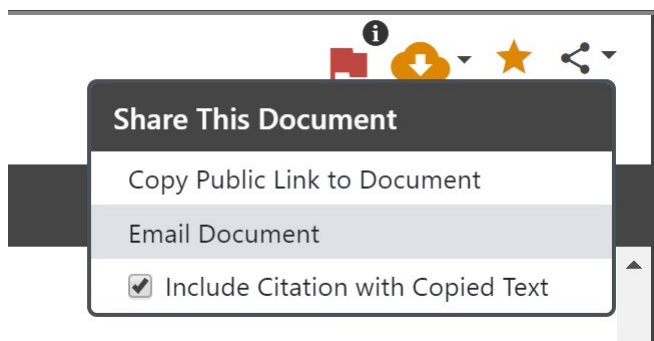 i
Share This Document
Copy Public Link to Document
Email Document
Include Citation with Copied Text